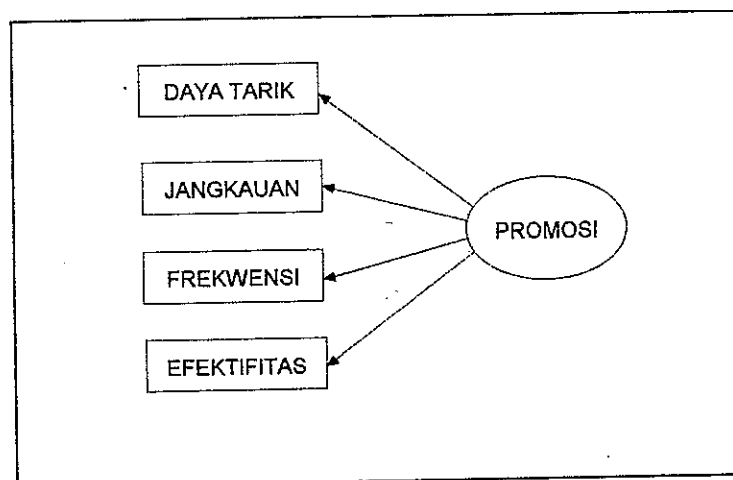 DAYA TARIK
JANGKAUAN
PROMOSI
FREKWENSI
EFEKTIFITAS